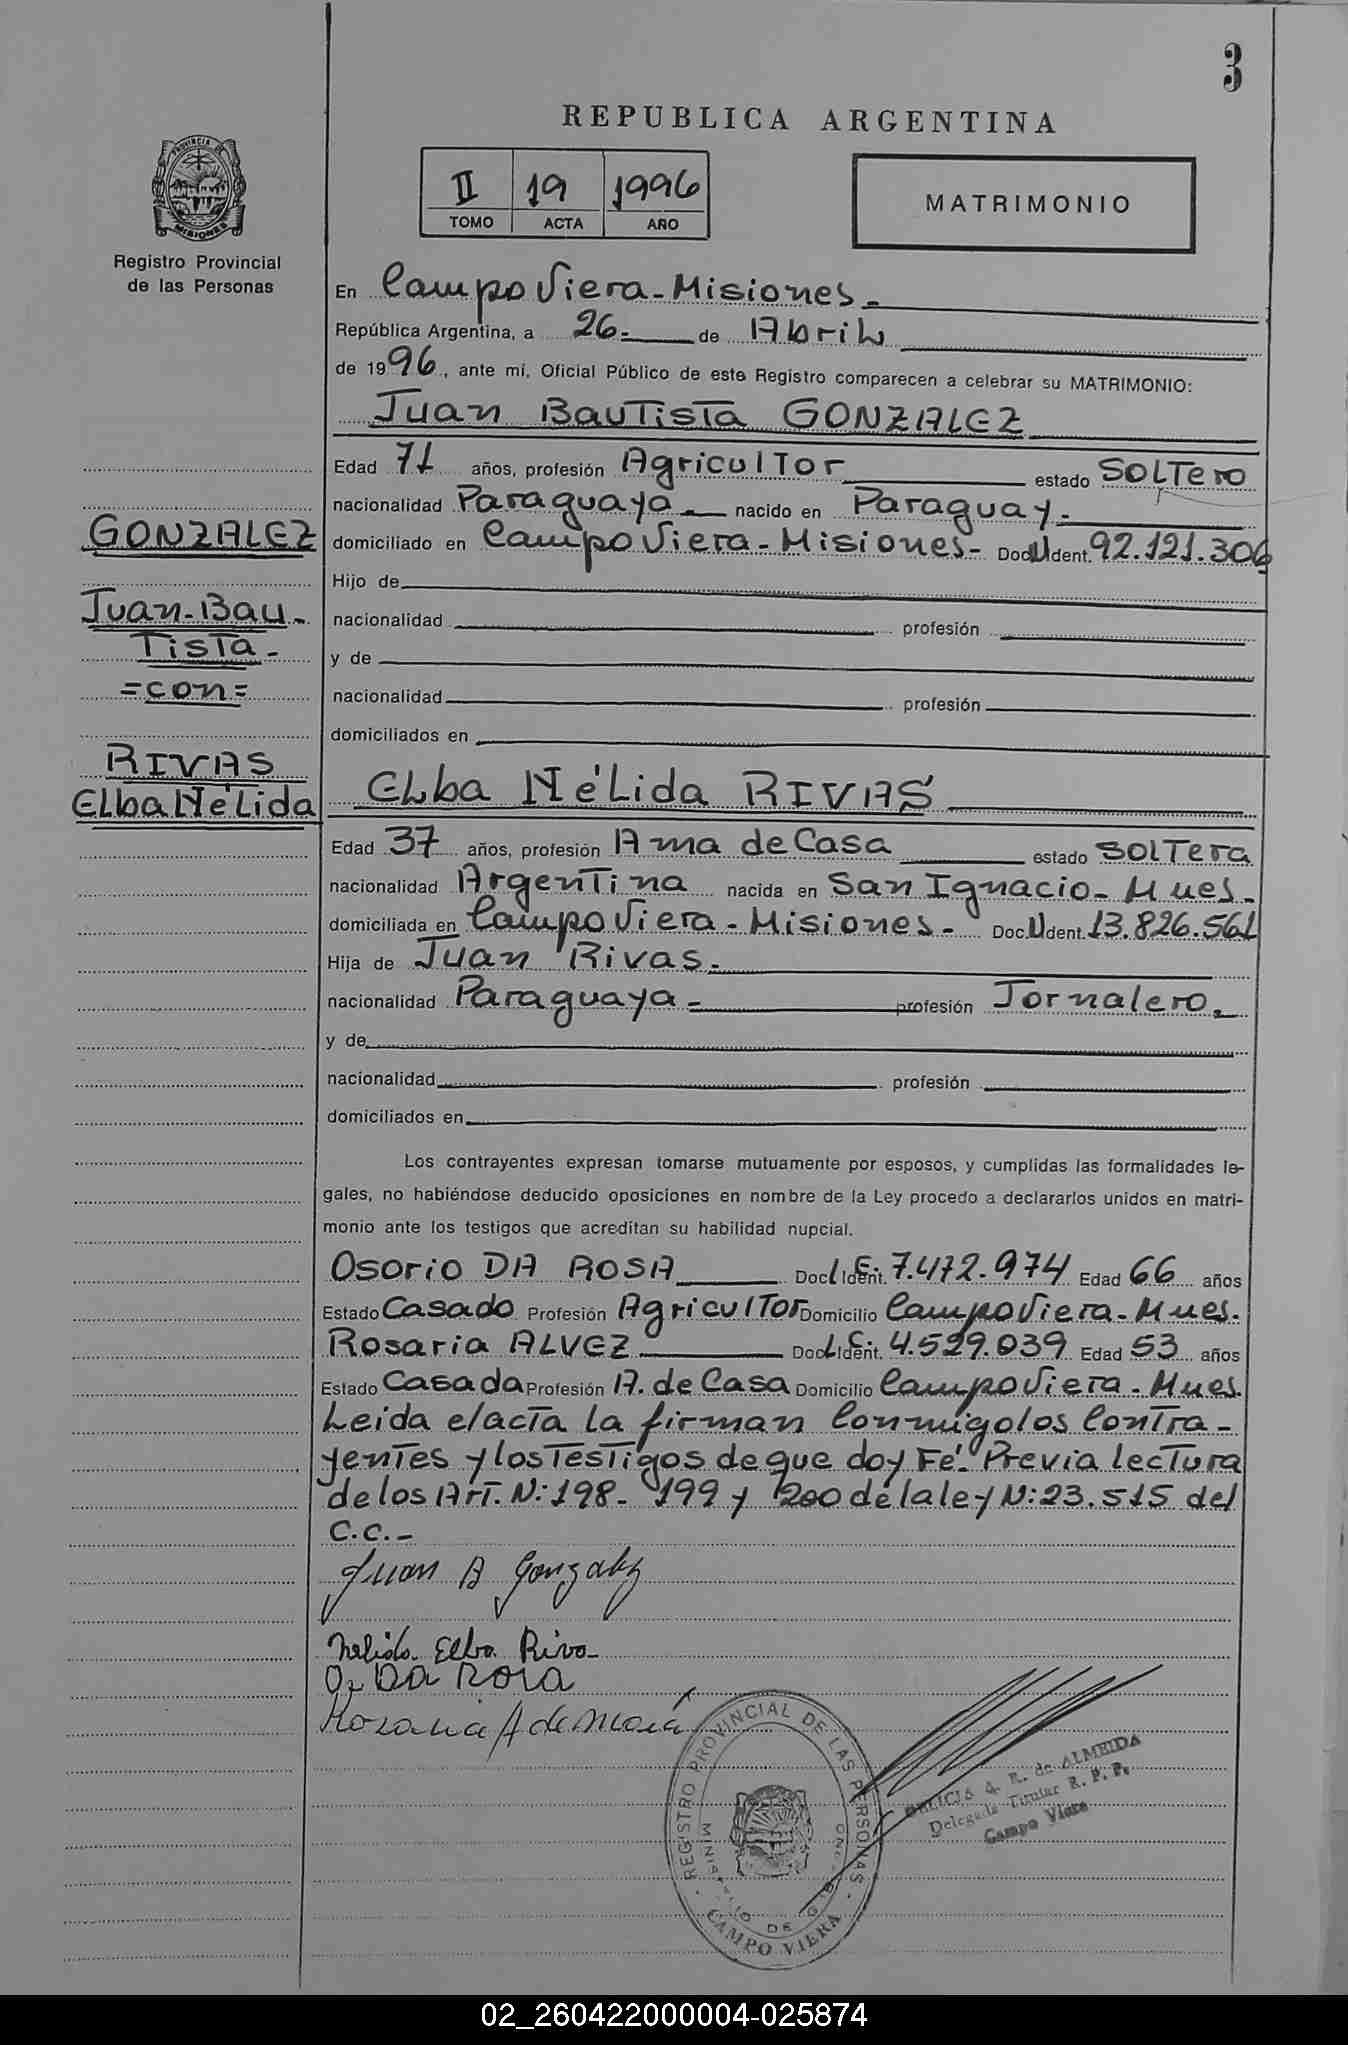 3
REPUBLICA ARGENTINA
II 19 1996
TOMO ACTA AÑO
MATRIMONIO
PROVINCIA DE MISIONES
Registro Provincial
de las Personas
En Campo Viera - Misiones -
República Argentina, a 26 - de Abril
de 1996, ante mí, Oficial Público de este Registro comparecen a celebrar su MATRIMONIO:
Juan Bautista GONZALEZ
Edad 71 años, profesión Agricultor estado Soltero
nacionalidad Paraguaya - nacido en Paraguay -
domiciliado en Campo Viera - Misiones - Doc. U Ident. 92.121.306
Hijo de
nacionalidad profesión
y de
nacionalidad profesión
domiciliados en
GONZALEZ
Juan - Bau -
tista -
= con =
RIVAS
Elba Nélida
Elba Nélida RIVAS
Edad 37 años, profesión Ama de Casa estado Soltera
nacionalidad Argentina nacida en San Ignacio - Mnes -
domiciliada en Campo Viera - Misiones - Doc. U Ident. 13.826.561
Hija de Juan Rivas -
nacionalidad Paraguaya - profesión Jornalero -
y de
nacionalidad profesión
domiciliados en
Los contrayentes expresan tomarse mutuamente por esposos, y cumplidas las formalidades le-
gales, no habiéndose deducido oposiciones en nombre de la Ley procedo a declararlos unidos en matri-
monio ante los testigos que acreditan su habilidad nupcial.
Osorio DA ROSA Doc. L Ident. E. 7.472.974 Edad 66 años
Estado Casado Profesión Agricultor Domicilio Campo Viera - Mnes.
Rosaria ALVEZ Doc. L Ident. C. 4.529.039 Edad 53 años
Estado Casada Profesión A. de Casa Domicilio Campo Viera - Mnes.
Leida el acta la firman conmigo los Contra -
yentes y los Testigos de que doy Fé. Previa lectura
de los Art. N: 198 - 199 y 200 de la ley N: 23.515 del
C.C. -
Juan B Gonzalez
Nelida Elba Riva
O. DA ROSA
REGISTRO PROVINCIAL DE LAS PERSONAS
MINISTERIO DE GOB
CAMPO VIERA
A. R. de ALMEIDA
Delegada Titular R. P. P.
Campo Viera
02_260422000004-025874